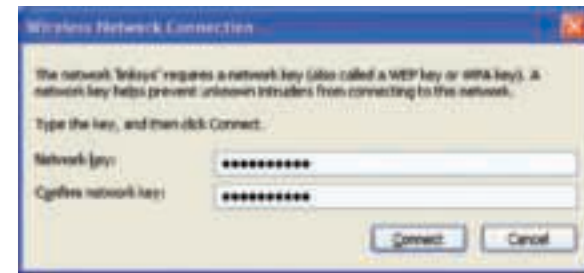 Wireless Network Connection
The network 'linksys' requires a network key (also called a WEP key or WPA key). A
network key helps prevent unknown intruders from connecting to this network.
Type the key, and then click Connect.
Network key: ••••••••••
Confirm network key: ••••••••••
Connect Cancel